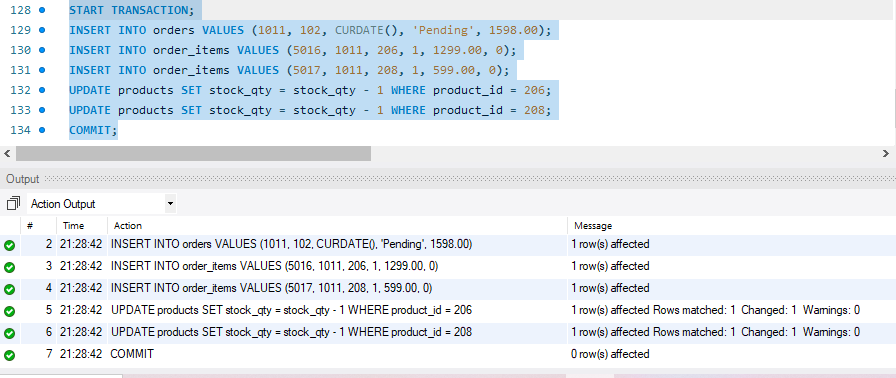 128 START TRANSACTION;
129 INSERT INTO orders VALUES (1011, 102, CURDATE(), 'Pending', 1598.00);
130 INSERT INTO order_items VALUES (5016, 1011, 206, 1, 1299.00, 0);
131 INSERT INTO order_items VALUES (5017, 1011, 208, 1, 599.00, 0);
132 UPDATE products SET stock_qty = stock_qty - 1 WHERE product_id = 206;
133 UPDATE products SET stock_qty = stock_qty - 1 WHERE product_id = 208;
134 COMMIT;
Output
Action Output
# Time Action Message
2 21:28:42 INSERT INTO orders VALUES (1011, 102, CURDATE(), 'Pending', 1598.00) 1 row(s) affected
3 21:28:42 INSERT INTO order_items VALUES (5016, 1011, 206, 1, 1299.00, 0) 1 row(s) affected
4 21:28:42 INSERT INTO order_items VALUES (5017, 1011, 208, 1, 599.00, 0) 1 row(s) affected
5 21:28:42 UPDATE products SET stock_qty = stock_qty - 1 WHERE product_id = 206 1 row(s) affected Rows matched: 1 Changed: 1 Warnings: 0
6 21:28:42 UPDATE products SET stock_qty = stock_qty - 1 WHERE product_id = 208 1 row(s) affected Rows matched: 1 Changed: 1 Warnings: 0
7 21:28:42 COMMIT 0 row(s) affected